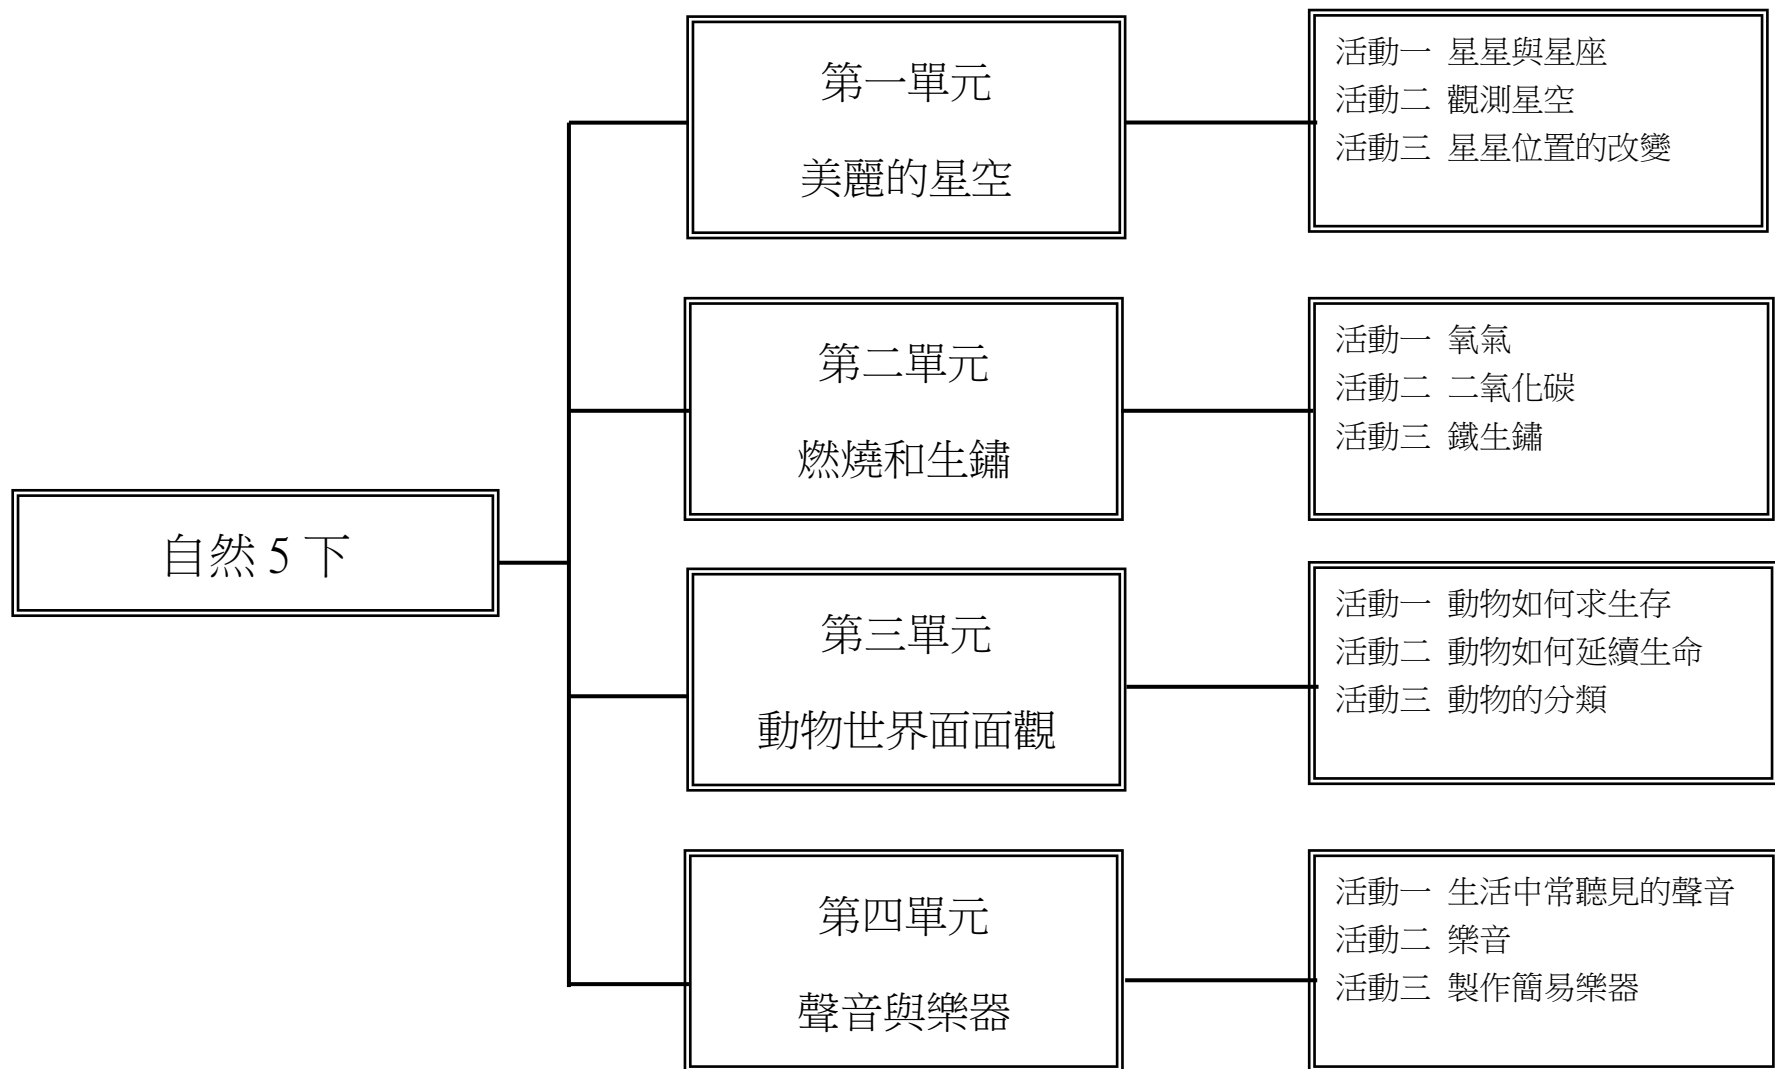 自然 5 下
第一單元
美麗的星空
活動一 星星與星座
活動二 觀測星空
活動三 星星位置的改變
第二單元
燃燒和生鏽
活動一 氧氣
活動二 二氧化碳
活動三 鐵生鏽
第三單元
動物世界面面觀
活動一 動物如何求生存
活動二 動物如何延續生命
活動三 動物的分類
第四單元
聲音與樂器
活動一 生活中常聽見的聲音
活動二 樂音
活動三 製作簡易樂器